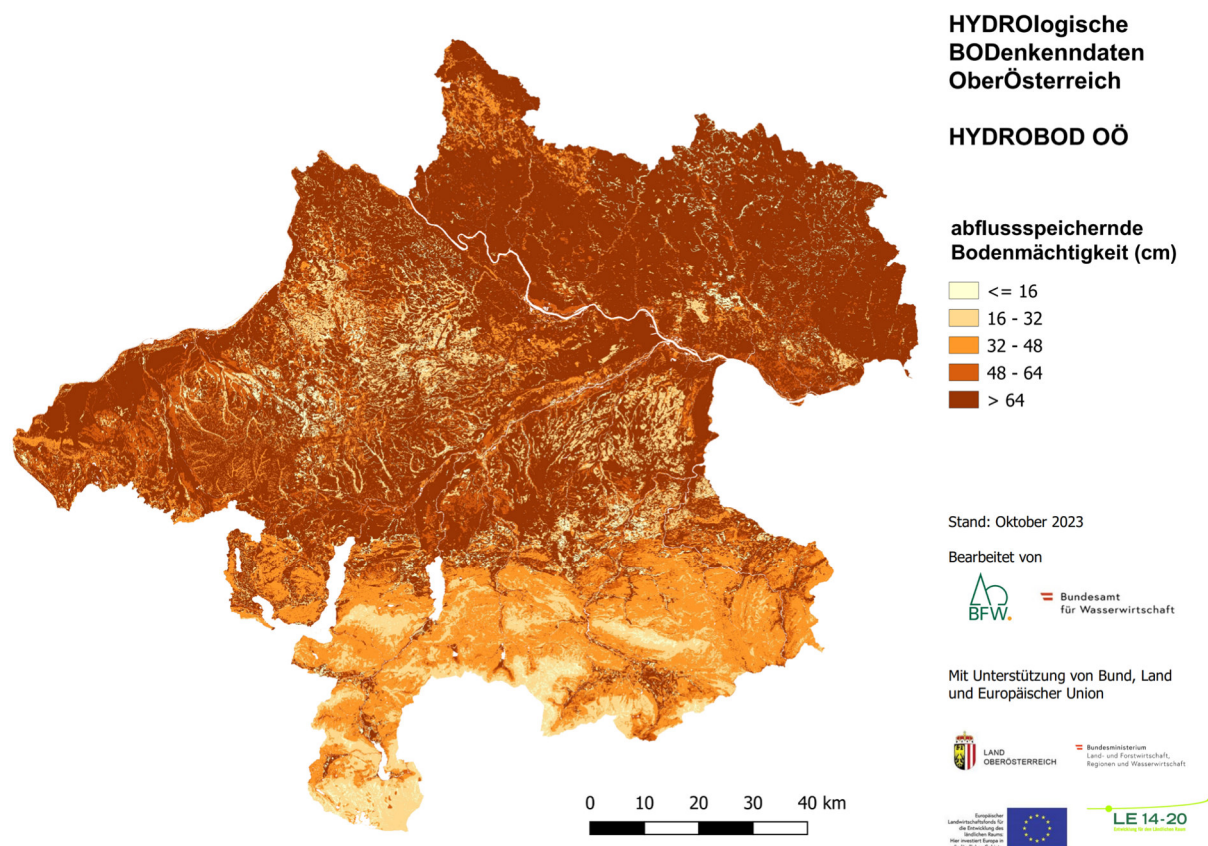 HYDROlogische
BODenkenndaten
OberÖsterreich
HYDROBOD OÖ
abflussspeichernde
Bodenmächtigkeit (cm)
<= 16
16 - 32
32 - 48
48 - 64
> 64
Stand: Oktober 2023
Bearbeitet von
BFW.
Bundesamt
für Wasserwirtschaft
Mit Unterstützung von Bund, Land
und Europäischer Union
LAND
OBERÖSTERREICH
Bundesministerium
Land- und Forstwirtschaft,
Regionen und Wasserwirtschaft
0 10 20 30 40 km
Europäischer
Landwirtschaftsfonds für
die Entwicklung des
ländlichen Raums:
Hier investiert Europa in
LE 14-20